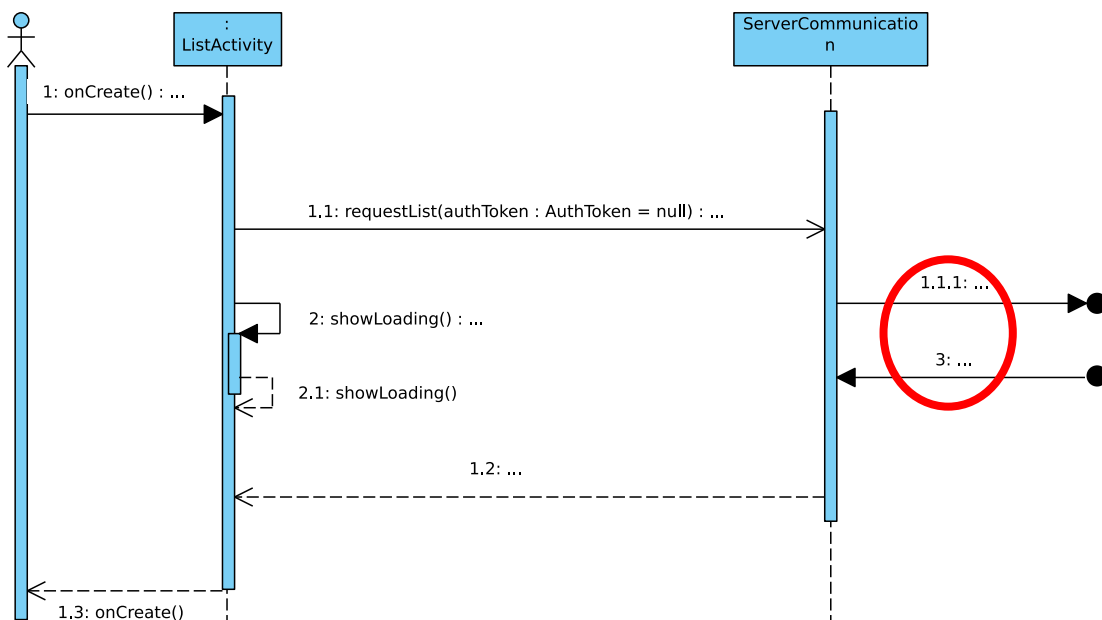 :
ListActivity
ServerCommunicatio
n
1: onCreate() : ...
1.1: requestList(authToken : AuthToken = null) : ...
1.1.1: ...
2: showLoading() : ...
3: ...
2.1: showLoading()
1.2: ...
1.3: onCreate()